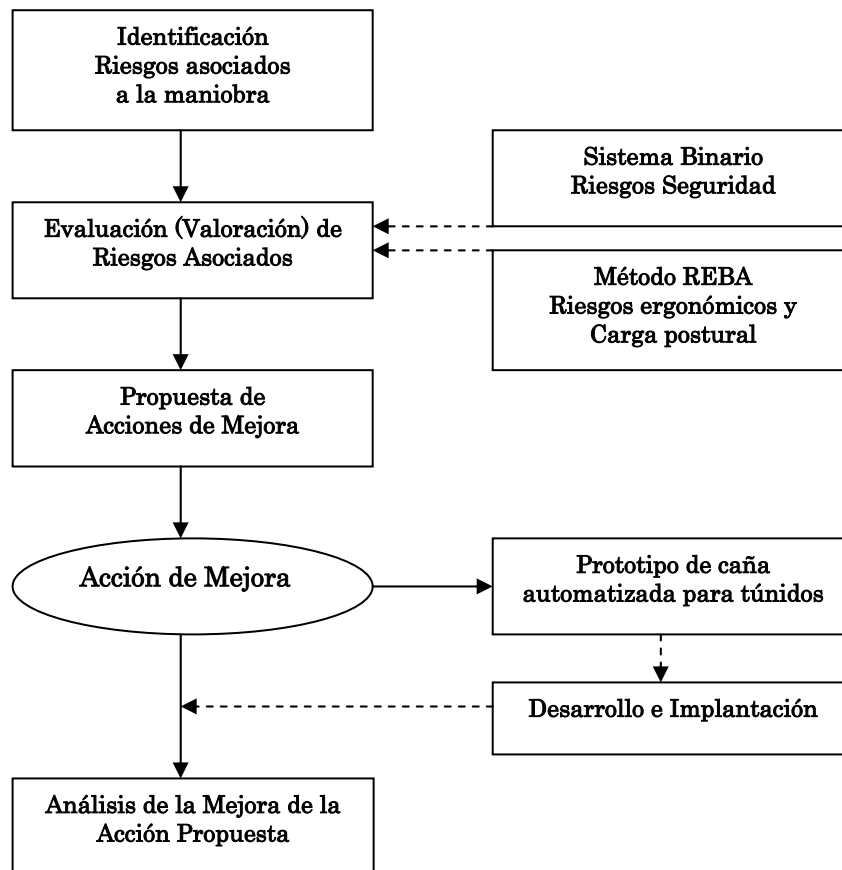 Identificación
Riesgos asociados
a la maniobra
Sistema Binario
Riesgos Seguridad
Evaluación (Valoración) de
Riesgos Asociados
Método REBA
Riesgos ergonómicos y
Carga postural
Propuesta de
Acciones de Mejora
Acción de Mejora
Prototipo de caña
automatizada para túnidos
Desarrollo e Implantación
Análisis de la Mejora de la
Acción Propuesta